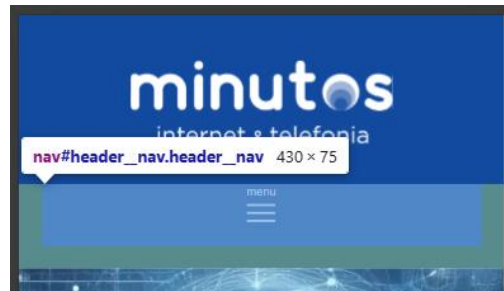 minutos
internet & telefonia
nav#header__nav.header__nav 430 × 75
menu